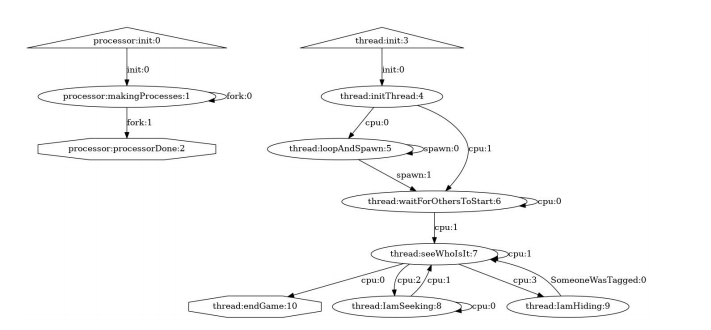 processor:init:0
thread:init:3
init:0
init:0
processor:makingProcesses:1
fork:0
thread:initThread:4
fork:1
cpu:0
processor:processorDone:2
thread:loopAndSpawn:5
spawn:0
cpu:1
spawn:1
thread:waitForOthersToStart:6
cpu:0
cpu:1
thread:seeWhoIsIt:7
cpu:1
cpu:0
cpu:2
cpu:1
cpu:3
SomeoneWasTagged:0
thread:endGame:10
thread:IamSeeking:8
cpu:0
thread:IamHiding:9